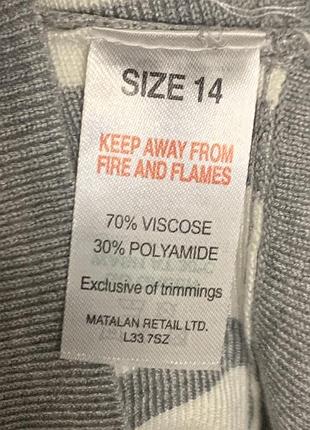 SIZE 14
KEEP AWAY FROM
FIRE AND FLAMES
70% VISCOSE
30% POLYAMIDE
Exclusive of trimmings
MATALAN RETAIL LTD.
L33 7SZ